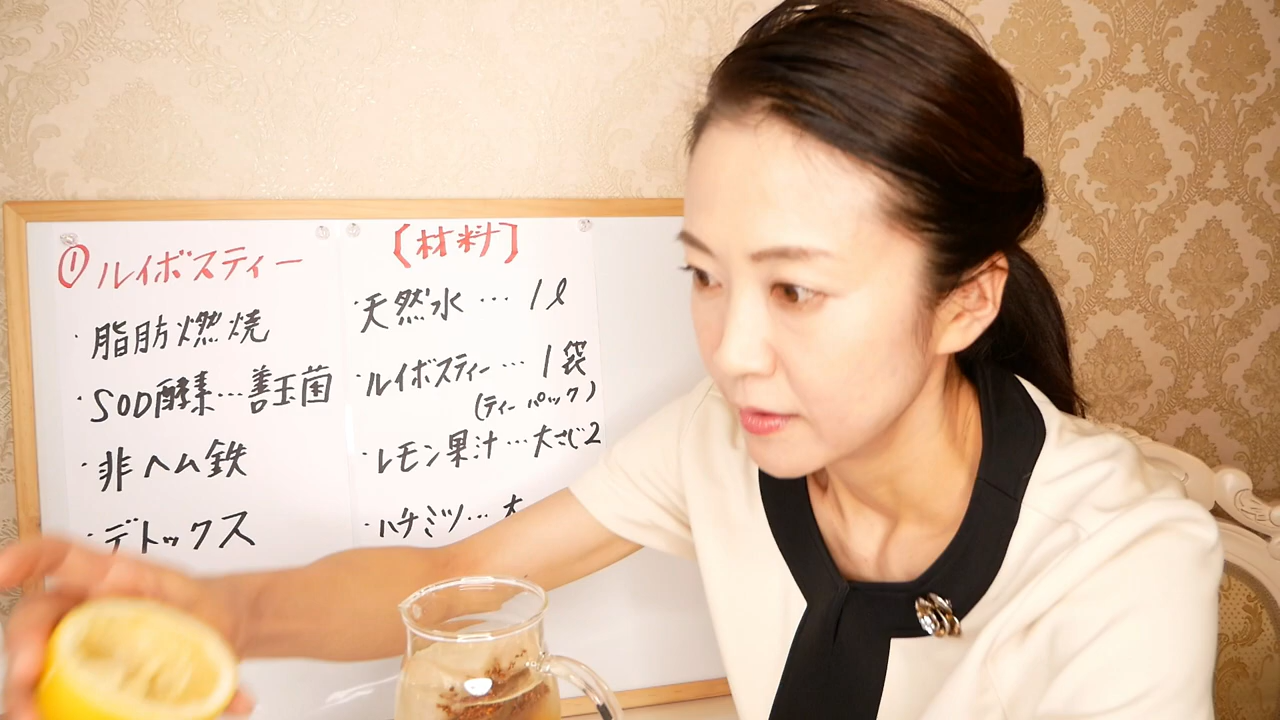 ① ルイボスティー
・脂肪燃焼
・SOD酵素…善玉菌
・非ヘム鉄
・デトックス
【材料】
・天然水 … 1ℓ
・ルイボスティー … 1袋
(ティーパック)
・レモン果汁…大さじ2
・ハチミツ…大